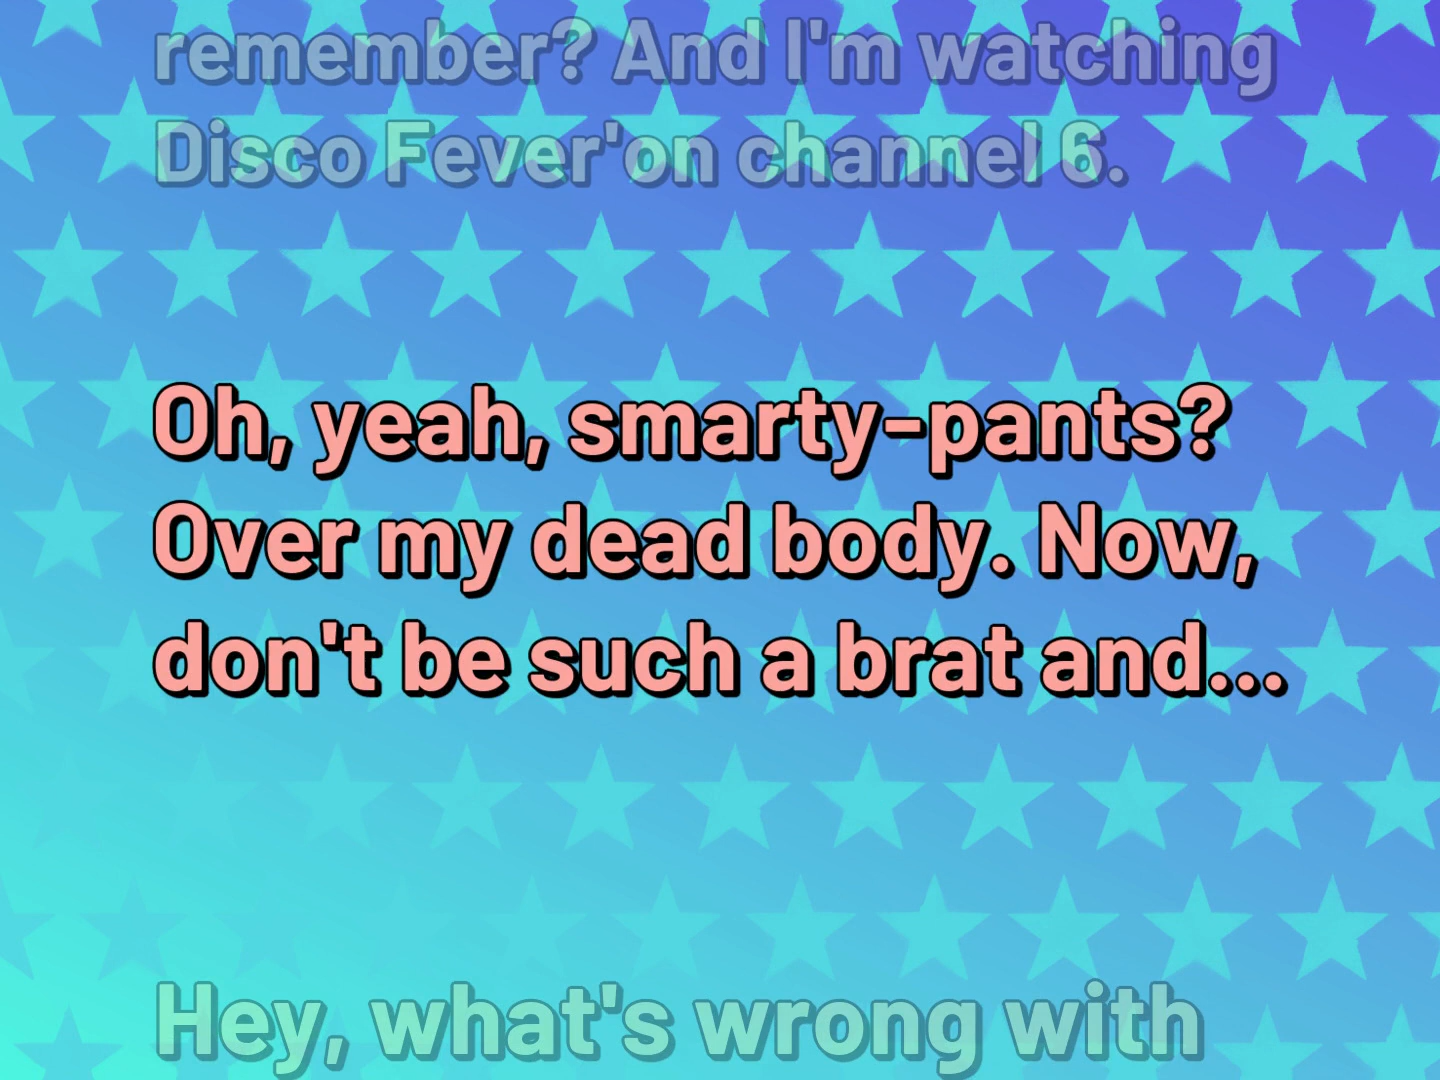 remember? And I'm watching
Disco Fever'on channel 6.
Oh, yeah, smarty-pants?
Over my dead body. Now,
don't be such a brat and...
Hey, what's wrong with